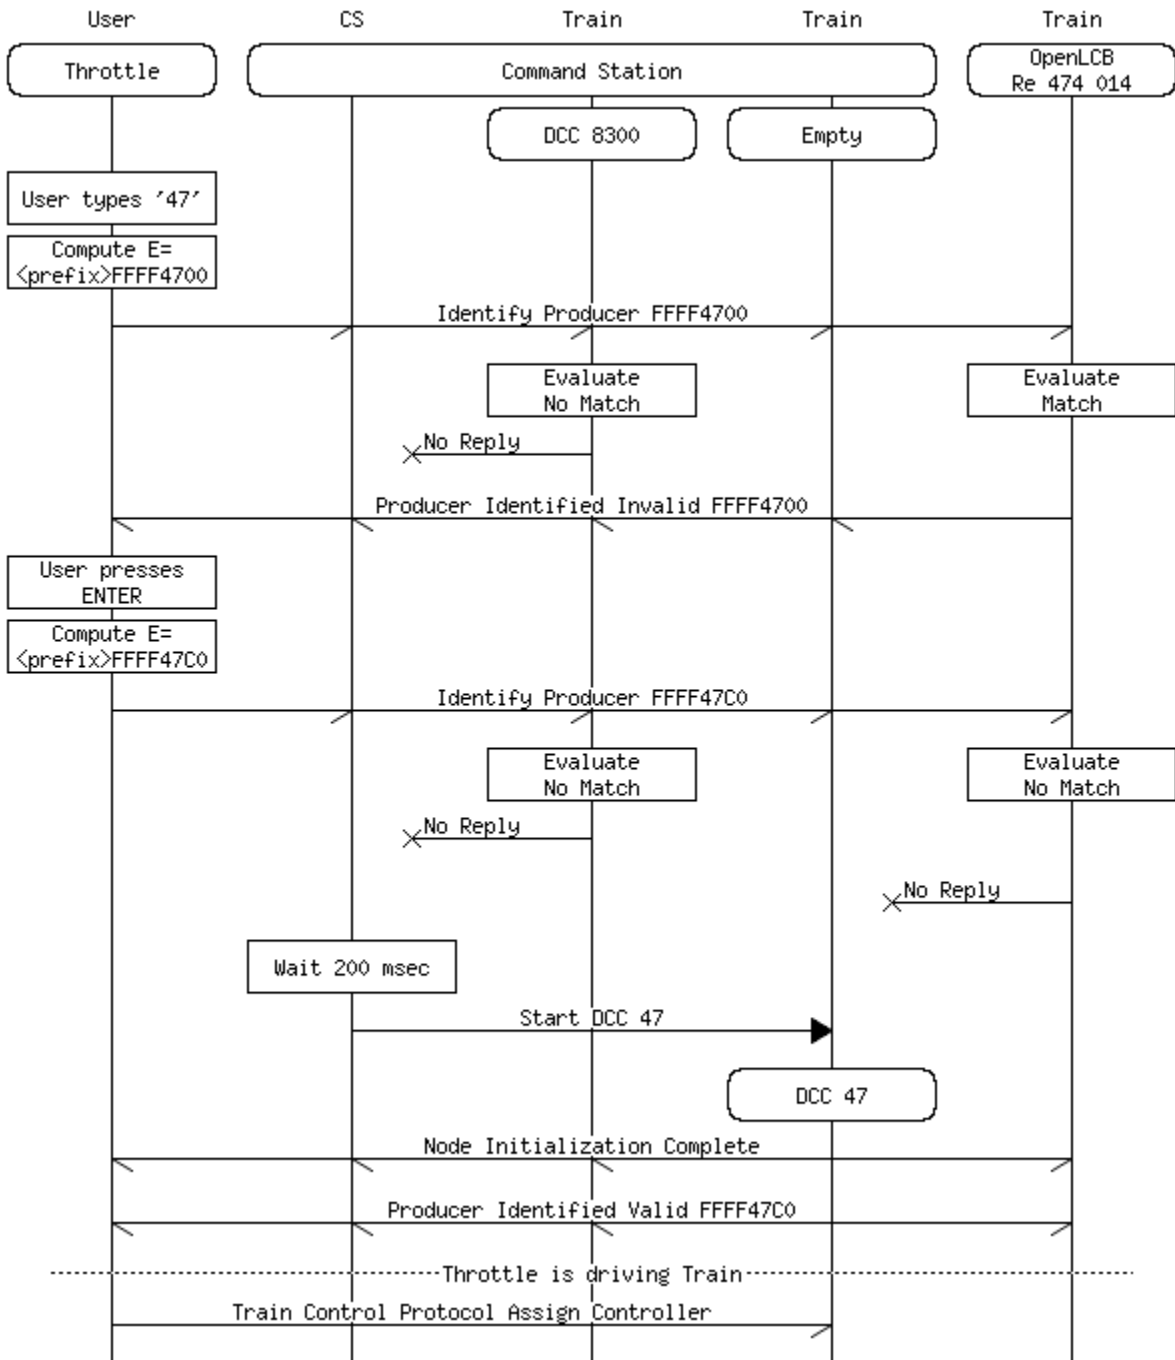 User CS Train Train Train
Throttle Command Station OpenLCB
Re 474 014
DCC 8300 Empty
User types '47'
Compute E=
<prefix>FFFF4700
Identify Producer FFFF4700
Evaluate
No Match
Evaluate
Match
No Reply
Producer Identified Invalid FFFF4700
User presses
ENTER
Compute E=
<prefix>FFFF47C0
Identify Producer FFFF47C0
Evaluate
No Match
Evaluate
No Match
No Reply
No Reply
Wait 200 msec
Start DCC 47
DCC 47
Node Initialization Complete
Producer Identified Valid FFFF47C0
Throttle is driving Train
Train Control Protocol Assign Controller